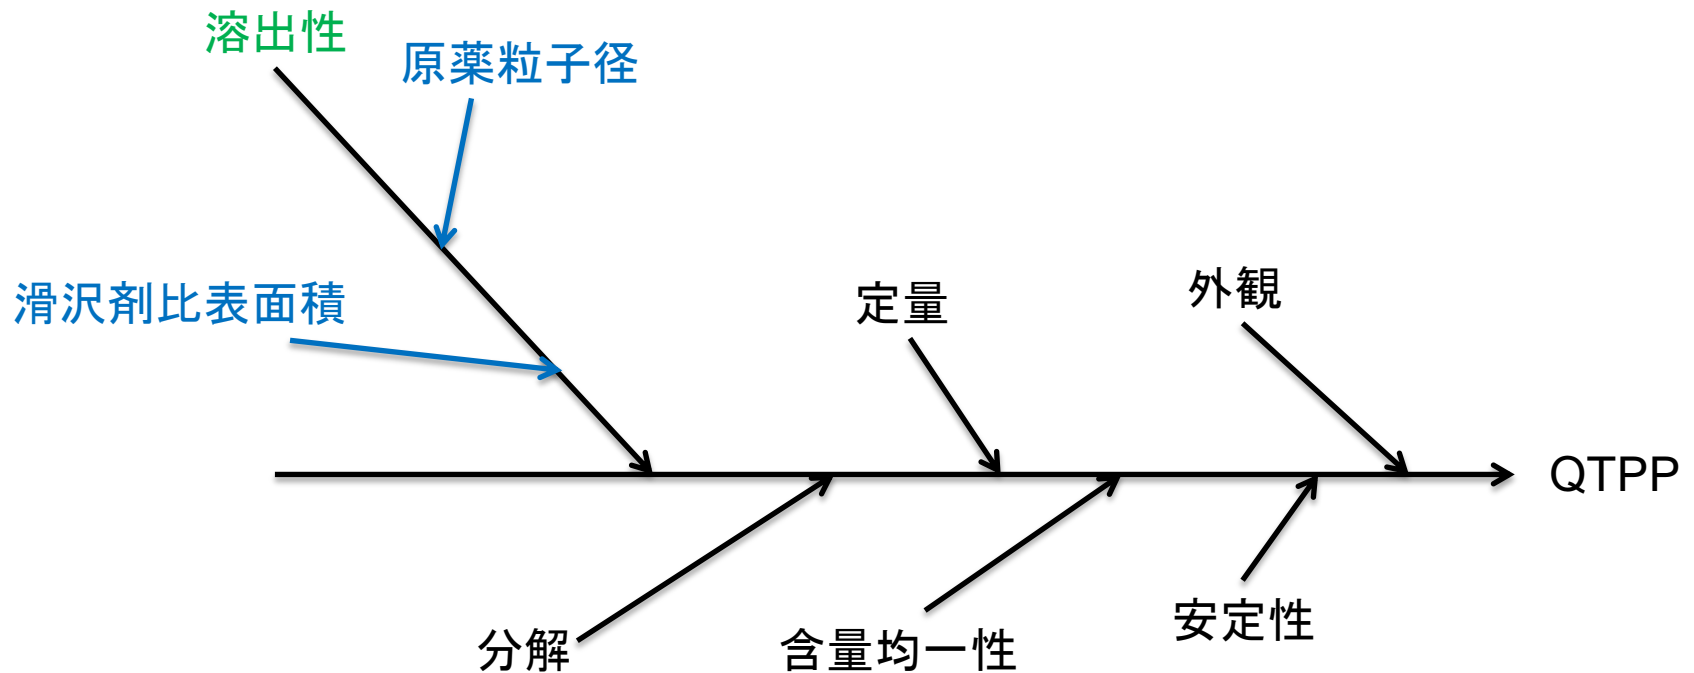 溶出性
原薬粒子径
滑沢剤比表面積
定量
外観
QTPP
分解
含量均一性
安定性